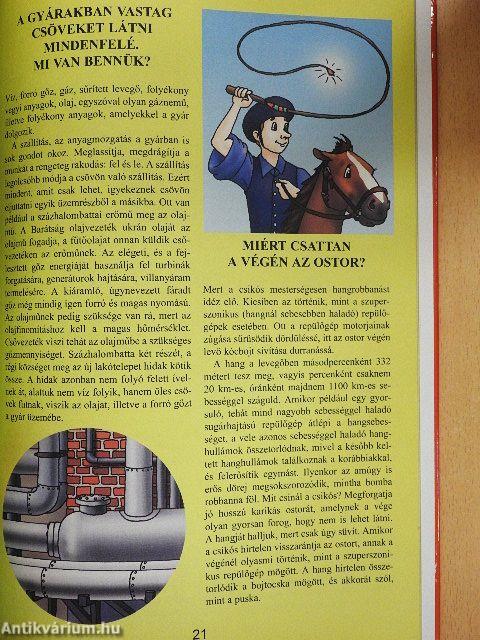 A GYÁRAKBAN VASTAG
CSÖVEKET LÁTNI
MINDENFELÉ.
MI VAN BENNÜK?
Víz, forró gőz, gáz, sűrített levegő, folyékony
vegyi anyagok, olaj, egyszóval olyan gáznemű,
illetve folyékony anyagok, amelyekkel a gyár
dolgozik.
A szállítás, az anyagmozgatás a gyárban is
sok gondot okoz. Meglassítja, megdrágítja a
munkát a rengeteg rakodás: fel és le. A szállítás
legolcsóbb módja a csövön való szállítás. Ezért
mindent, amit csak lehet, igyekeznek csövön
eljuttatni egyik üzemrészből a másikba. Ott van
például a százhalombattai erőmű meg az olaj-
mű. A Barátság olajvezeték ukrán olaját az
olajmű fogadja, a fűtőolajat onnan küldik cső-
vezetéken az erőműnek. Az elégeti, és a fej-
lesztett gőz energiáját használja fel turbinák
forgatására, generátorok hajtására, villanyáram
termelésére. A kiáramló, úgynevezett fáradt
gőz még mindig igen forró és magas nyomású.
Az olajműnek pedig szüksége van rá, mert az
olajfinomításhoz kell a magas hőmérséklet.
Csővezeték viszi tehát az olajműbe a szükséges
gőzmennyiséget. Százhalombatta két részét, a
régi községet meg az új lakótelepet hidak kötik
össze. A hidak azonban nem folyó felett ível-
nek át, alattuk nem víz folyik, hanem öles csö-
vek futnak, viszik az olajat, illetve a forró gőzt
a gyár üzemébe.
MIÉRT CSATTAN
A VÉGÉN AZ OSTOR?
Mert a csikós mesterségesen hangrobbanást
idéz elő. Kicsiben az történik, mint a szuper-
szonikus (hangnál sebesebben haladó) repülő-
gépek esetében. Ott a repülőgép motorjainak
zúgása sűrűsödik dördüléssé, itt az ostor végén
levő kócbojt sivítása durranássá.
A hang a levegőben másodpercenként 332
métert tesz meg, vagyis percenként csaknem
20 km-es, óránként majdnem 1100 km-es se-
bességgel száguld. Amikor például egy gyor-
suló, tehát mind nagyobb sebességgel haladó
sugárhajtású repülőgép átlépi a hangsebes-
séget, a vele azonos sebességgel haladó hang-
hullámok összetorlódnak, mivel a később kel-
tett hanghullámok találkoznak a korábbiakkal,
és felerősítik egymást. Ilyenkor az amúgy is
erős dörej megsokszorozódik, mintha bomba
robbanna föl. Mit csinál a csikós? Megforgatja
jó hosszú karikás ostorát, amelynek a vége
olyan gyorsan forog, hogy nem is lehet látni.
A hangját halljuk, mert csak úgy süvít. Amikor
a csikós hirtelen visszarántja az ostort, annak a
végénél olyasmi történik, mint a szuperszoni-
kus repülőgép mögött. A hang hirtelen össze-
torlódik a bojtocska mögött, és akkorát szól,
mint a puska.
21
Antikvárium.hu